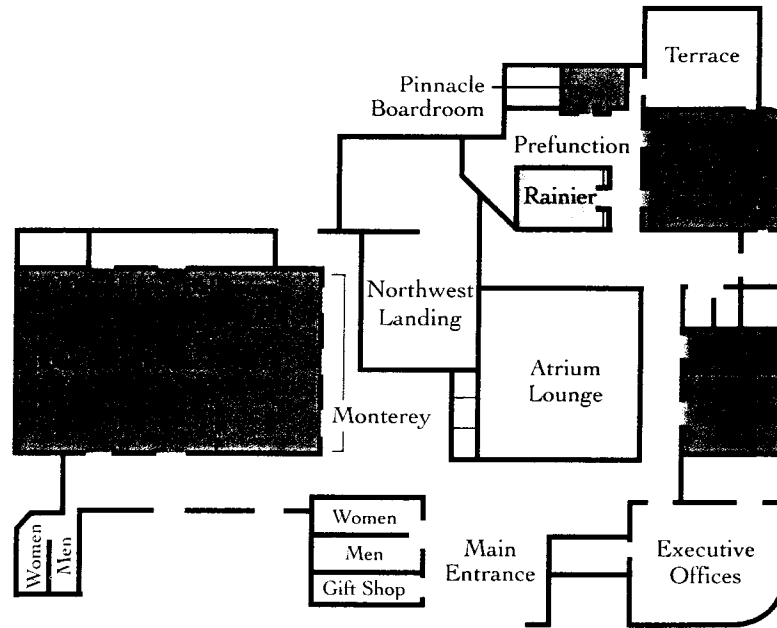 Terrace
Pinnacle
Boardroom
Prefunction
Rainier
Northwest
Landing
Atrium
Lounge
Monterey
Women
Men
Women
Men
Gift Shop
Main
Entrance
Executive
Offices